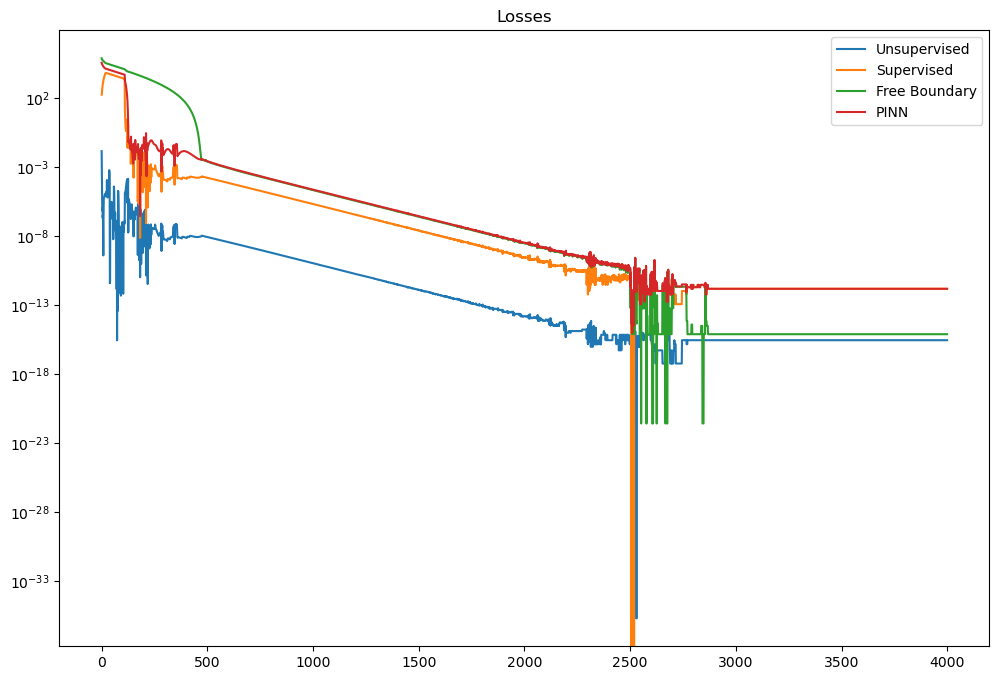 Losses
Unsupervised
Supervised
Free Boundary
PINN
10^2
10^-3
10^-8
10^-13
10^-18
10^-23
10^-28
10^-33
0 500 1000 1500 2000 2500 3000 3500 4000